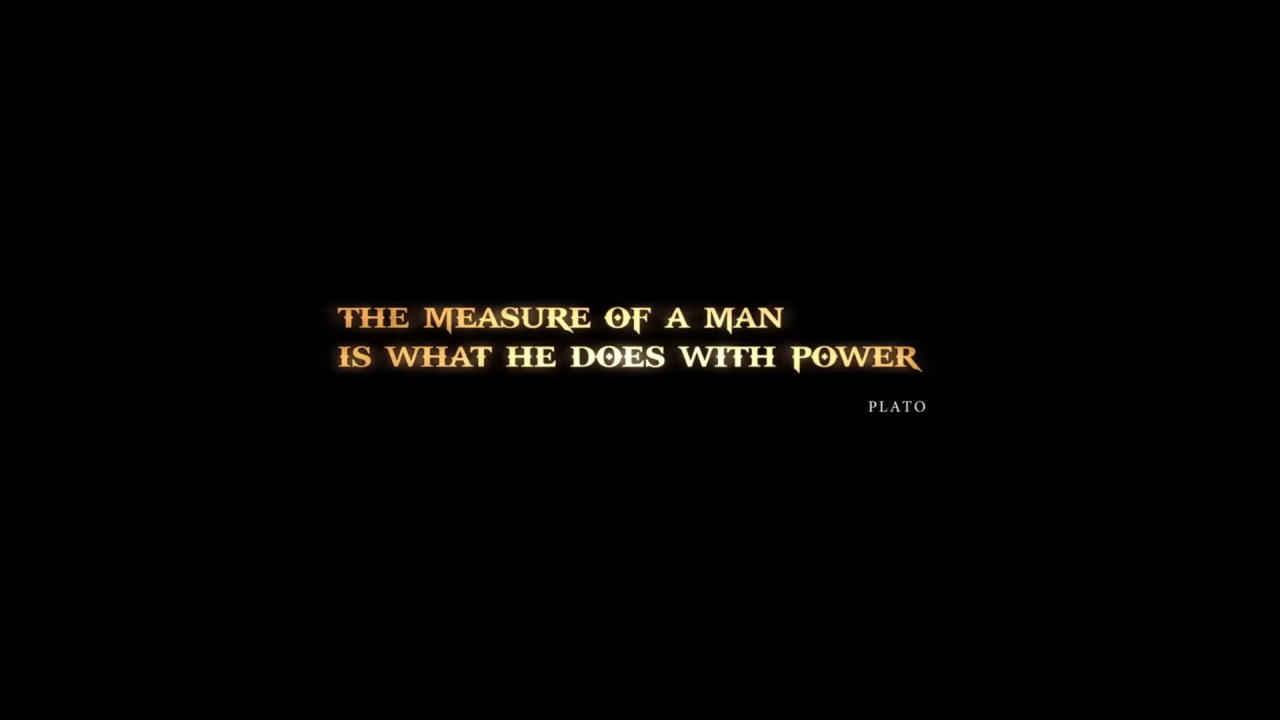 THE MEASURE OF A MAN
IS WHAT HE DOES WITH POWER
PLATO